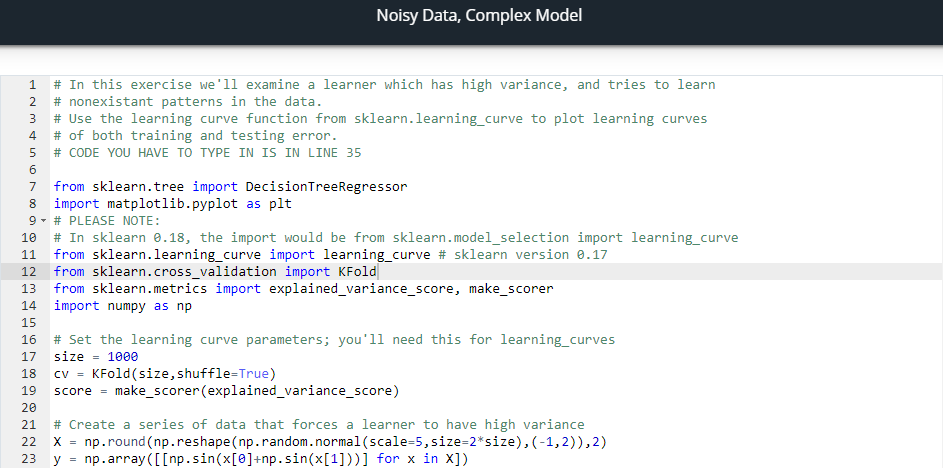 Noisy Data, Complex Model
1 # In this exercise we'll examine a learner which has high variance, and tries to learn
2 # nonexistant patterns in the data.
3 # Use the learning curve function from sklearn.learning_curve to plot learning curves
4 # of both training and testing error.
5 # CODE YOU HAVE TO TYPE IN IS IN LINE 35
6
7 from sklearn.tree import DecisionTreeRegressor
8 import matplotlib.pyplot as plt
9 # PLEASE NOTE:
10 # In sklearn 0.18, the import would be from sklearn.model_selection import learning_curve
11 from sklearn.learning_curve import learning_curve # sklearn version 0.17
12 from sklearn.cross_validation import KFold
13 from sklearn.metrics import explained_variance_score, make_scorer
14 import numpy as np
15
16 # Set the learning curve parameters; you'll need this for learning_curves
17 size = 1000
18 cv = KFold(size,shuffle=True)
19 score = make_scorer(explained_variance_score)
20
21 # Create a series of data that forces a learner to have high variance
22 X = np.round(np.reshape(np.random.normal(scale=5,size=2*size),(-1,2)),2)
23 y = np.array([[np.sin(x[0]+np.sin(x[1]))] for x in X])